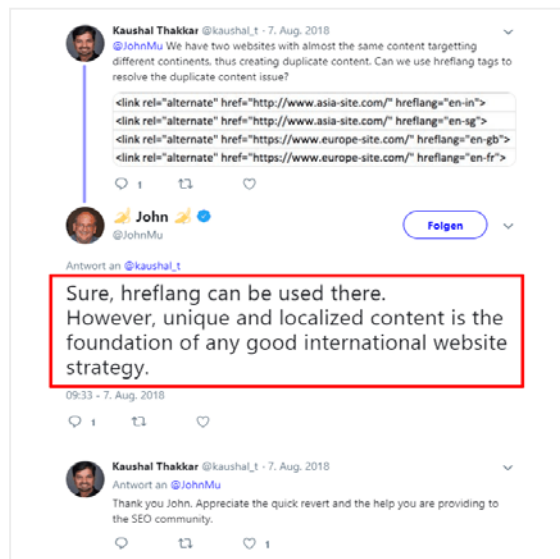 Kaushal Thakkar @kaushal_t · 7. Aug. 2018
@JohnMu We have two websites with almost the same content targetting
different continents, thus creating duplicate content. Can we use hreflang tags to
resolve the duplicate content issue?
<link rel="alternate" href="http://www.asia-site.com/" hreflang="en-in">
<link rel="alternate" href="http://www.asia-site.com/" hreflang="en-sg">
<link rel="alternate" href="https://www.europe-site.com/" hreflang="en-gb">
<link rel="alternate" href="https://www.europe-site.com/" hreflang="en-fr">
1
John
@JohnMu
Folgen
Antwort an @kaushal_t
Sure, hreflang can be used there.
However, unique and localized content is the
foundation of any good international website
strategy.
09:33 - 7. Aug. 2018
1
Kaushal Thakkar @kaushal_t · 7. Aug. 2018
Antwort an @JohnMu
Thank you John. Appreciate the quick revert and the help you are providing to
the SEO community.
1